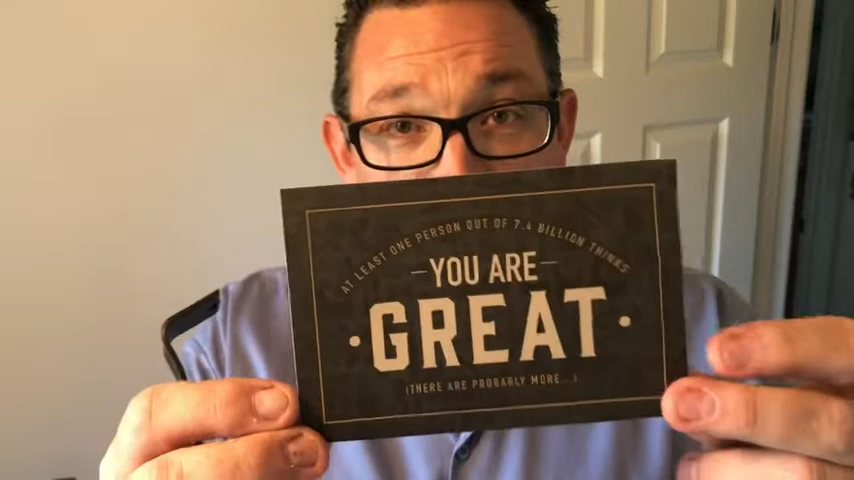 AT LEAST ONE PERSON OUT OF 7.4 BILLION THINKS
YOU ARE
GREAT
(THERE ARE PROBABLY MORE...)